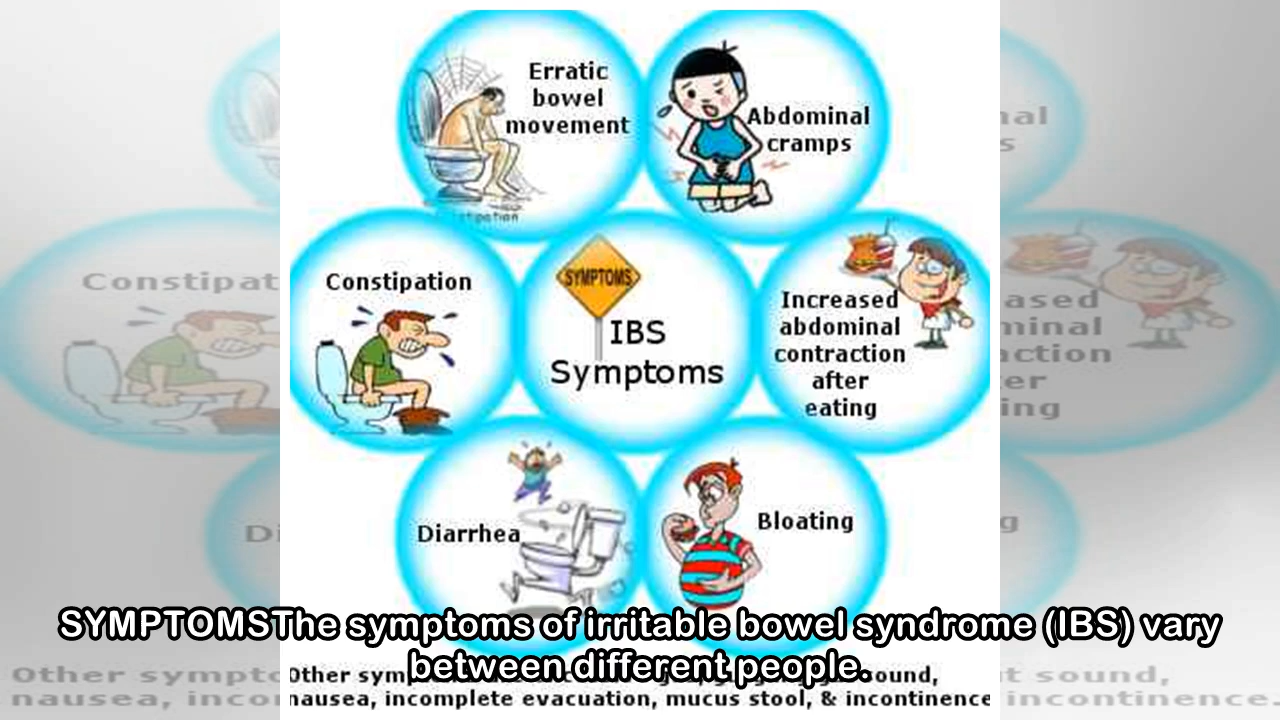 Erratic
bowel
movement
Abdominal
cramps
Constipation
SYMPTOMS
IBS
Symptoms
Increased
abdominal
contraction
after
eating
Diarrhea
Bloating
SYMPTOMSThe symptoms of irritable bowel syndrome (IBS) vary
between different people.
Other sound,
nausea, incomplete evacuation, mucus stool, & incontinence